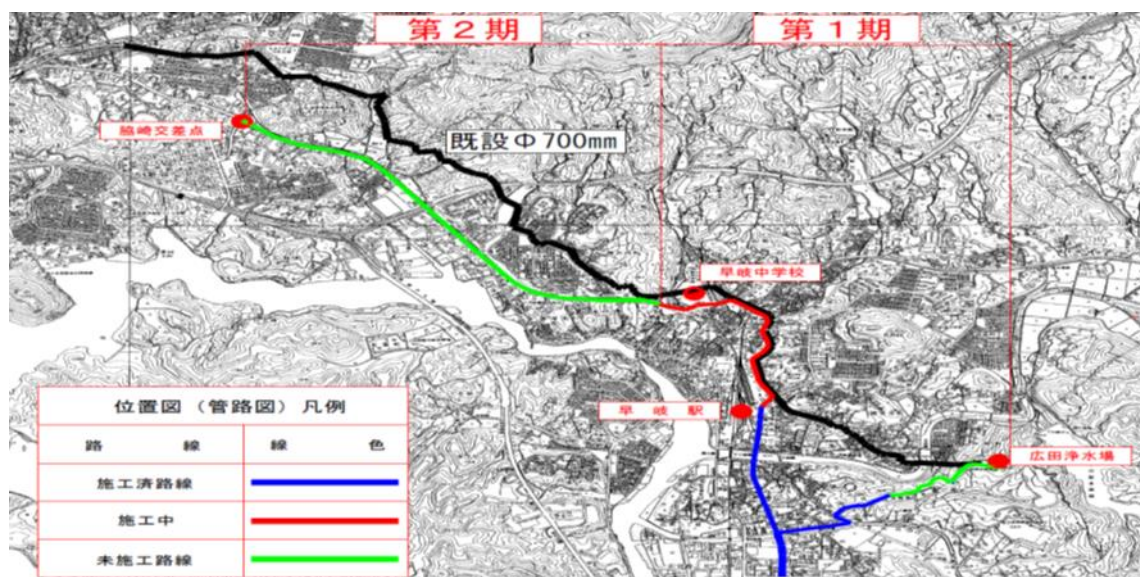 第2期
第1期
脇崎交差点
既設Φ700mm
早岐中学校
早岐駅
広田浄水場
位置図(管路図)凡例
路線 線色
施工済路線
施工中
未施工路線